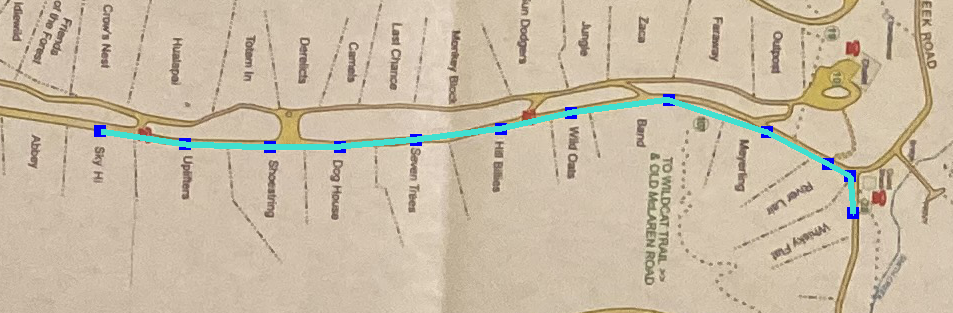 Idlewild
Friends
of the Forest
Crow's Nest
Hualapai
Totem In
Derelicts
Camels
Last Chance
Monkey Block
Sun Dodgers
Jungle
Zaca
Faraway
Outpost
EEK ROAD
Abbey
Sky Hi
Uplifters
Shoestring
Dog House
Seven Trees
Hill Billies
Wild Oats
Band
TO WILDCAT TRAIL >>
& OLD McLAREN ROAD
Meyerling
River Lair
Whisky Flat